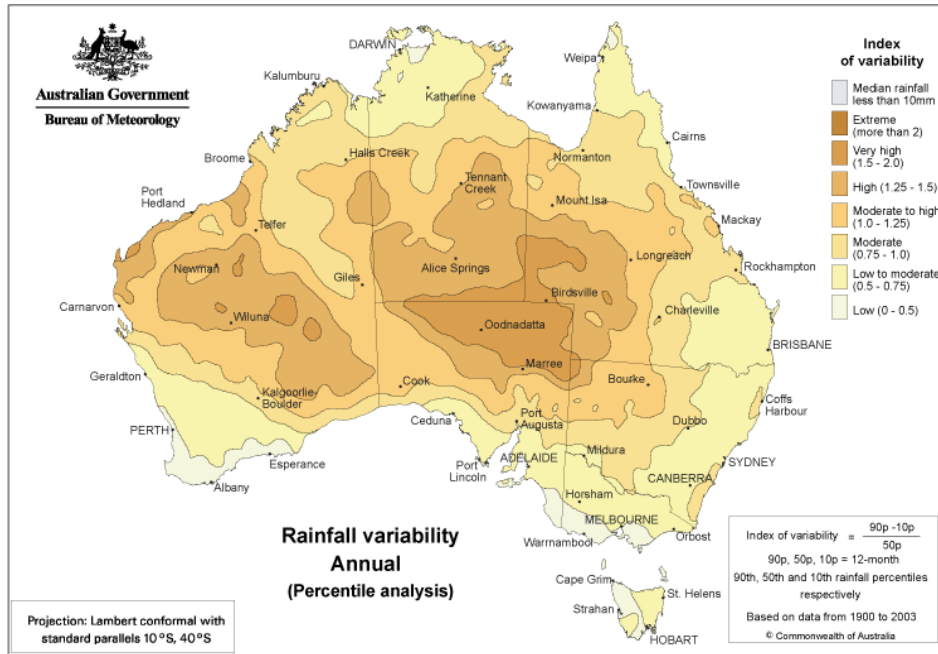 Australian Government
Bureau of Meteorology
Index
of variability
Median rainfall
less than 10mm
Extreme
(more than 2)
Very high
(1.5 - 2.0)
High (1.25 - 1.5)
Moderate to high
(1.0 - 1.25)
Moderate
(0.75 - 1.0)
Low to moderate
(0.5 - 0.75)
Low (0 - 0.5)
DARWIN
Weipa
Kalumburu
Katherine
Kowanyama
Cairns
Broome
Halls Creek
Normanton
Tennant
Creek
Townsville
Port
Hedland
Mount Isa
Mackay
Telfer
Newman
Alice Springs
Longreach
Rockhampton
Giles
Carnarvon
Birdsville
Wiluna
Charleville
Oodnadatta
BRISBANE
Geraldton
Marree
Cook
Bourke
Kalgoorlie-
Boulder
Coffs
Harbour
PERTH
Ceduna
Port
Augusta
Dubbo
Esperance
Port
Lincoln
ADELAIDE
Mildura
SYDNEY
Albany
CANBERRA
Horsham
MELBOURNE
Warrnambool
Orbost
Cape Grim
St. Helens
Strahan
HOBART
Rainfall variability
Annual
(Percentile analysis)
Index of variability = 90p -10p
50p
90p, 50p, 10p = 12-month
90th, 50th and 10th rainfall percentiles
respectively
Based on data from 1900 to 2003
© Commonwealth of Australia
Projection: Lambert conformal with
standard parallels 10°S, 40°S